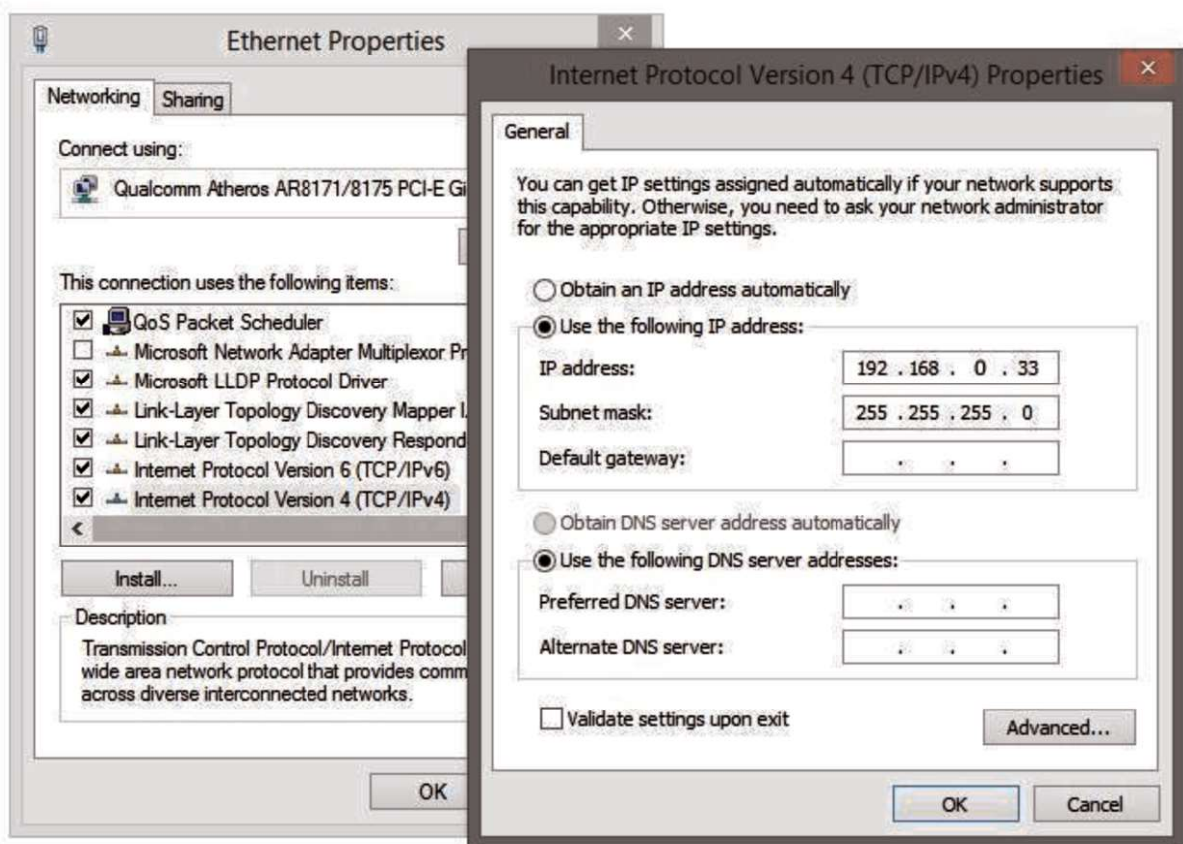 Ethernet Properties
Networking
Sharing
Connect using:
Qualcomm Atheros AR8171/8175 PCI-E
This connection uses the following items:
QoS Packet Scheduler
Microsoft Network Adapter Multiplexor
Microsoft LLDP Protocol Driver
Link-Layer Topology Discovery Mapper
Link-Layer Topology Discovery
Internet Protocol Version 6 (TCP/IPv6)
Internet Protocol Version 4 (TCP/IPv4)
Install...
Uninstall
Description
Transmission Control Protocol/Internet Protocol
wide area network protocol that provides
across diverse interconnected networks.
OK
Internet Protocol Version 4 (TCP/IPv4) Properties
General
You can get IP settings assigned automatically if your network supports
this capability. Otherwise, you need to ask your network administrator
for the appropriate IP settings.
Obtain an IP address automatically
Use the following IP address:
IP address:
192 . 168 . 0 . 33
Subnet mask:
255 . 255 . 255 . 0
Default gateway:
. . .
Obtain DNS server address automatically
Use the following DNS server addresses:
Preferred DNS server:
. . .
Alternate DNS server:
. . .
Validate settings upon exit
Advanced...
OK
Cancel